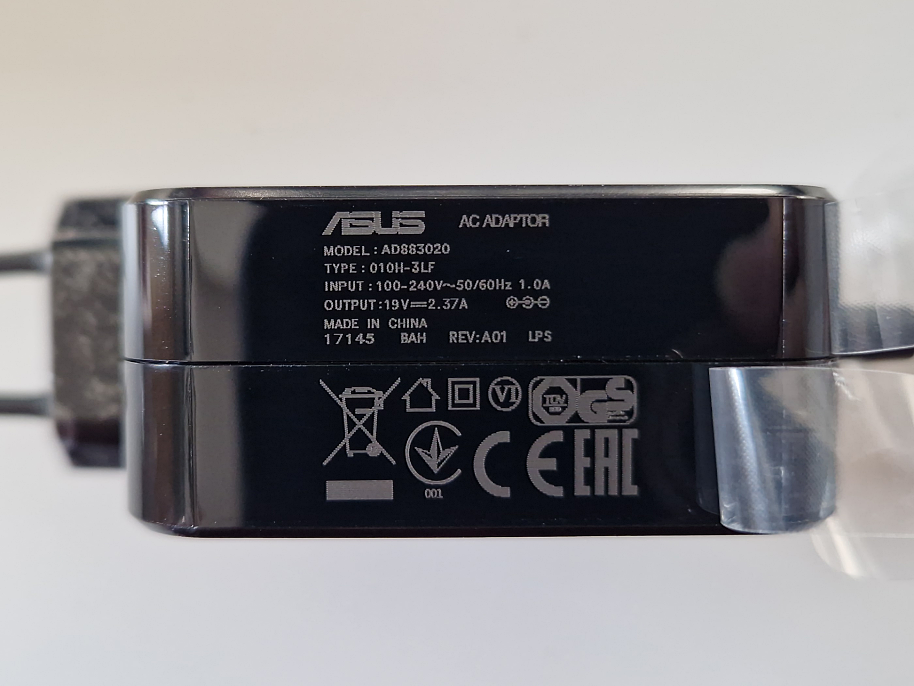 ASUS AC ADAPTOR
MODEL : AD883020
TYPE : 010H-3LF
INPUT : 100-240V～50/60Hz 1.0A
OUTPUT:19V⎓2.37A
MADE IN CHINA
17145 BAH REV:A01 LPS
VI TÜV GS
001 CE EAC